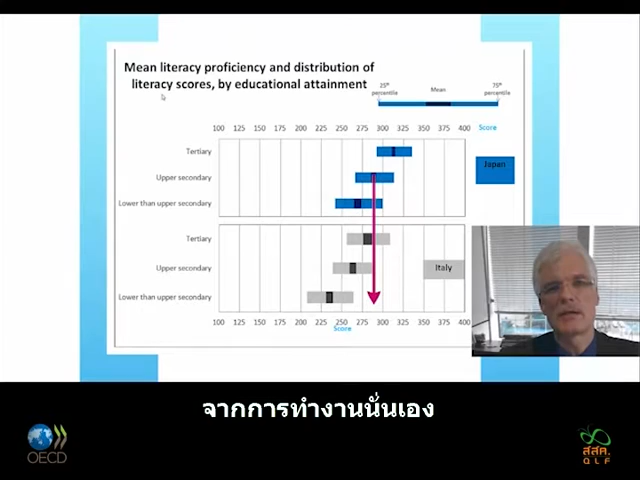 Mean literacy proficiency and distribution of
literacy scores, by educational attainment
25th percentile Mean 75th percentile
100 125 150 175 200 225 250 275 300 325 350 375 400 Score
Tertiary
Upper secondary
Lower than upper secondary
Japan
Tertiary
Upper secondary
Lower than upper secondary
Italy
100 125 150 175 200 225 250 275 300 325 350 375 400
Score
จากการทำงานนั่นเอง
OECD
สสค.
QLF